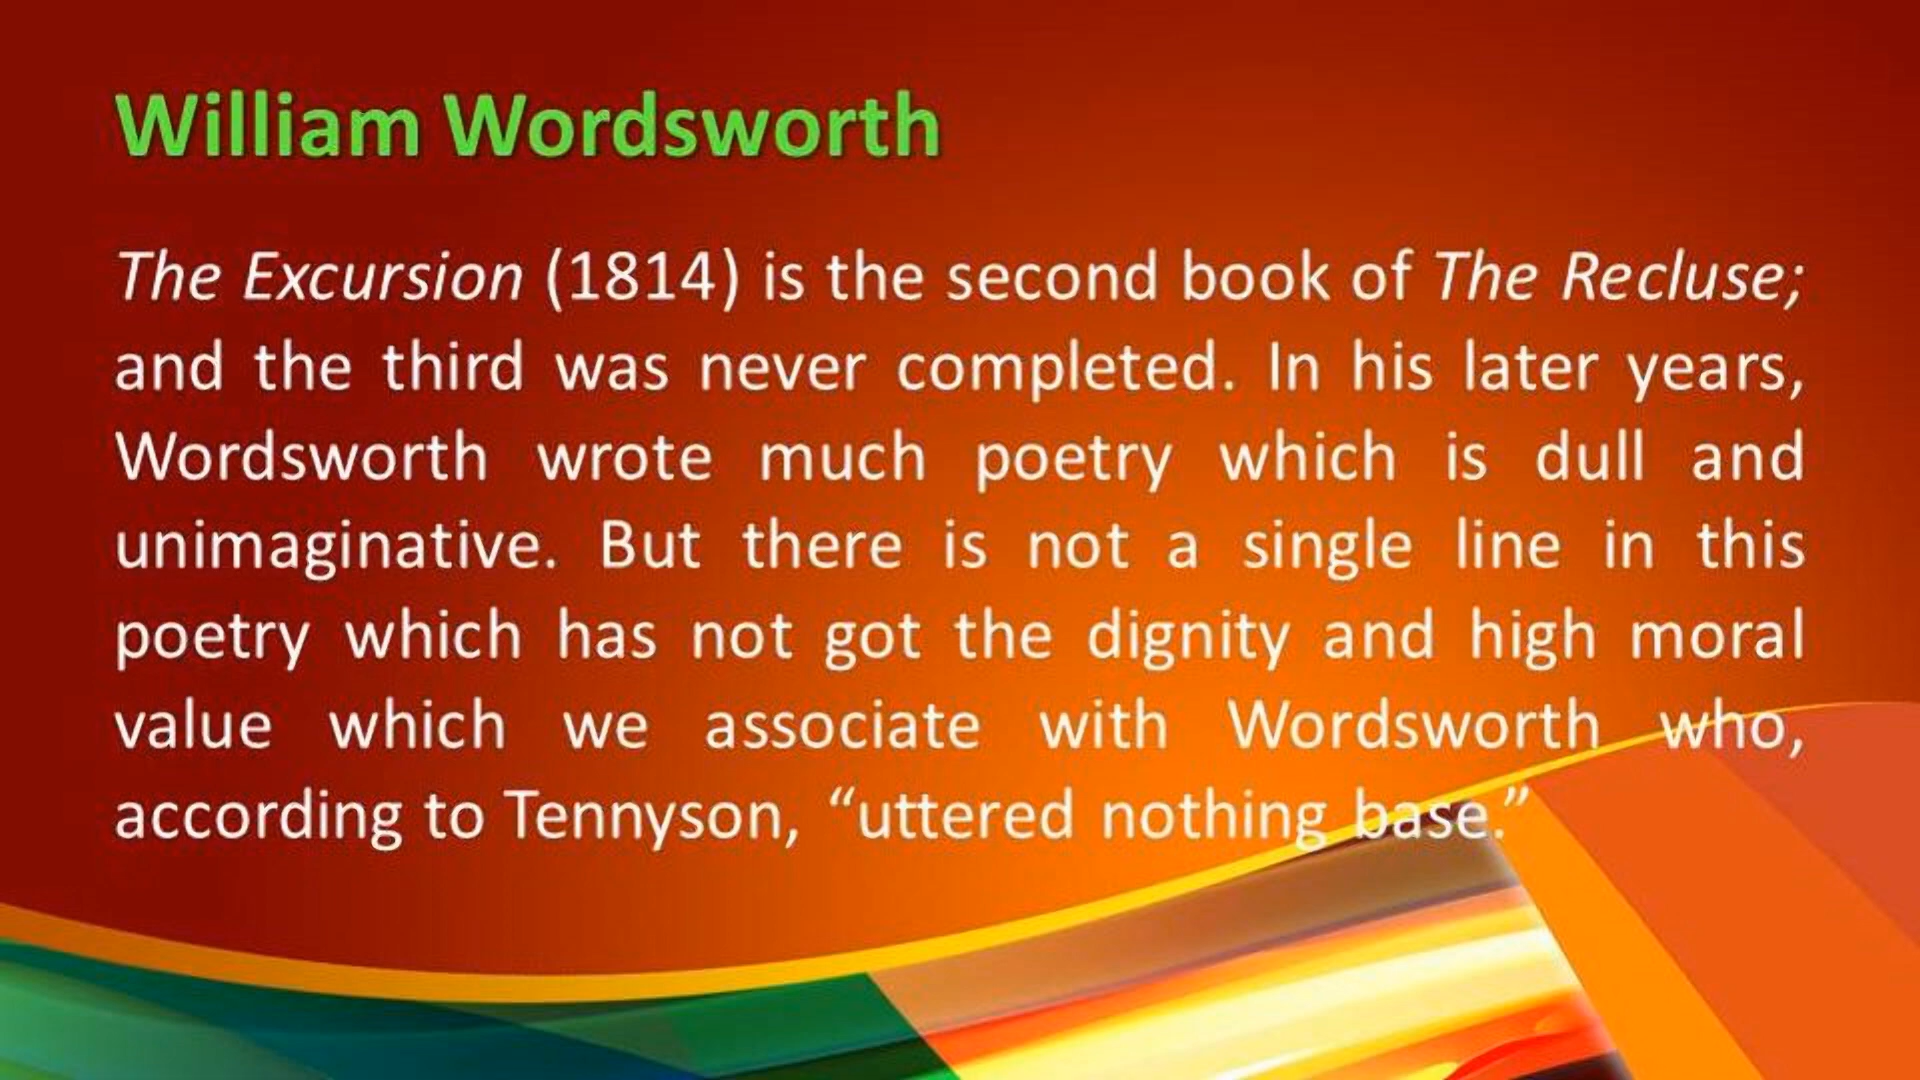 William Wordsworth
The Excursion (1814) is the second book of The Recluse;
and the third was never completed. In his later years,
Wordsworth wrote much poetry which is dull and
unimaginative. But there is not a single line in this
poetry which has not got the dignity and high moral
value which we associate with Wordsworth who,
according to Tennyson, “uttered nothing base.”